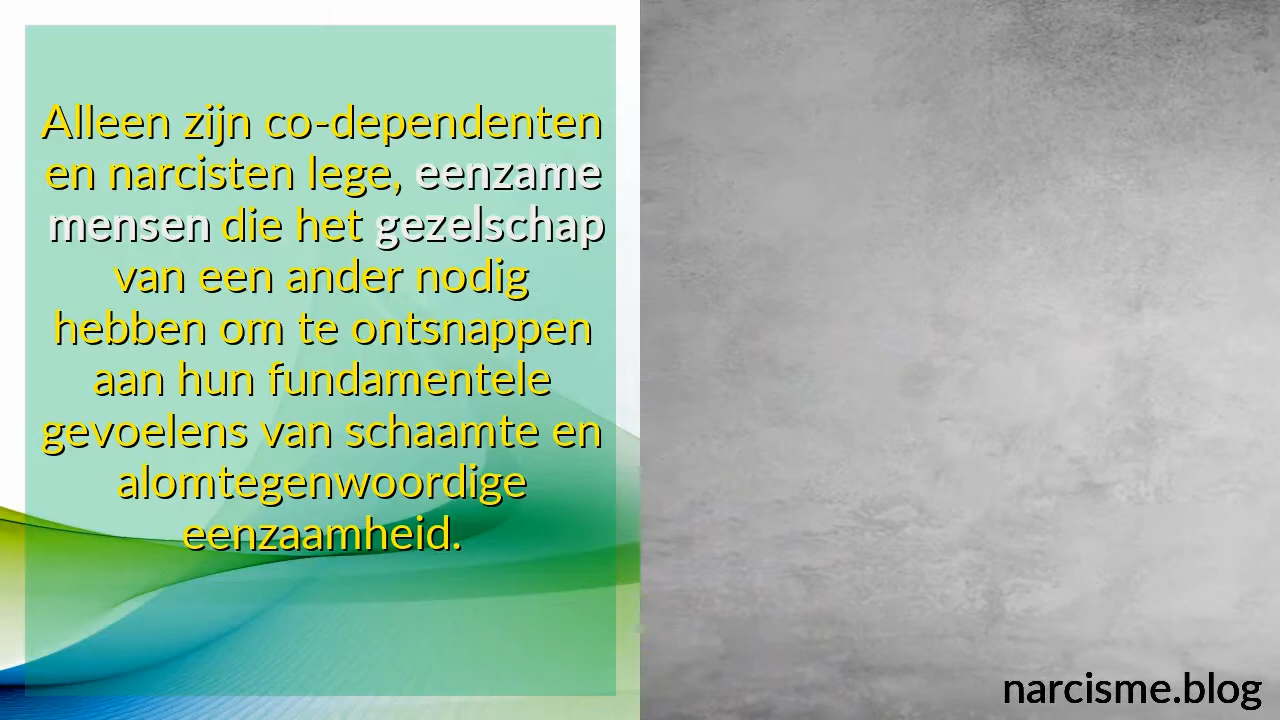 Alleen zijn co-dependenten
en narcisten lege, eenzame
mensen die het gezelschap
van een ander nodig
hebben om te ontsnappen
aan hun fundamentele
gevoelens van schaamte en
alomtegenwoordige
eenzaamheid.
narcisme.blog